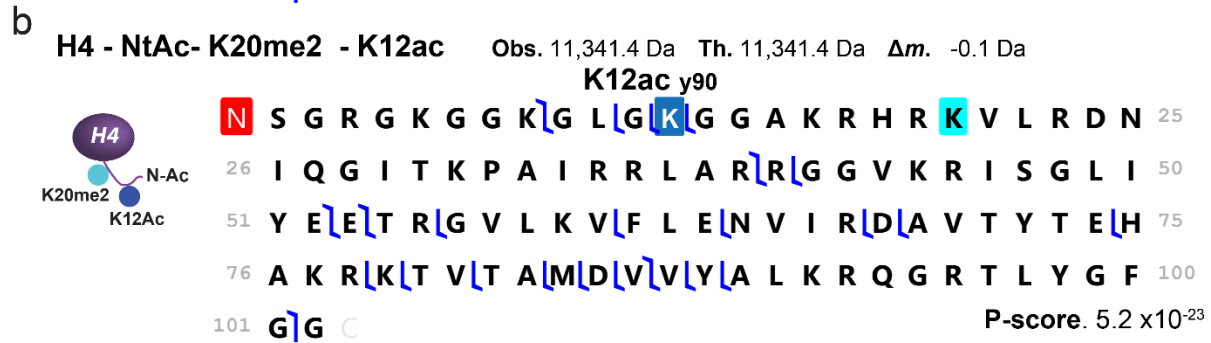 b
H4 - NtAc- K20me2 - K12ac Obs. 11,341.4 Da Th. 11,341.4 Da Δm. -0.1 Da
K12ac y90
N S G R G K G G K G L G K G G A K R H R K V L R D N 25
H4
N-Ac
K20me2
K12Ac
26 I Q G I T K P A I R R L A R R G G V K R I S G L I 50
51 Y E E T R G V L K V F L E N V I R D A V T Y T E H 75
76 A K R K T V T A M D V V Y A L K R Q G R T L Y G F 100
101 G G C
P-score. 5.2 x10-23